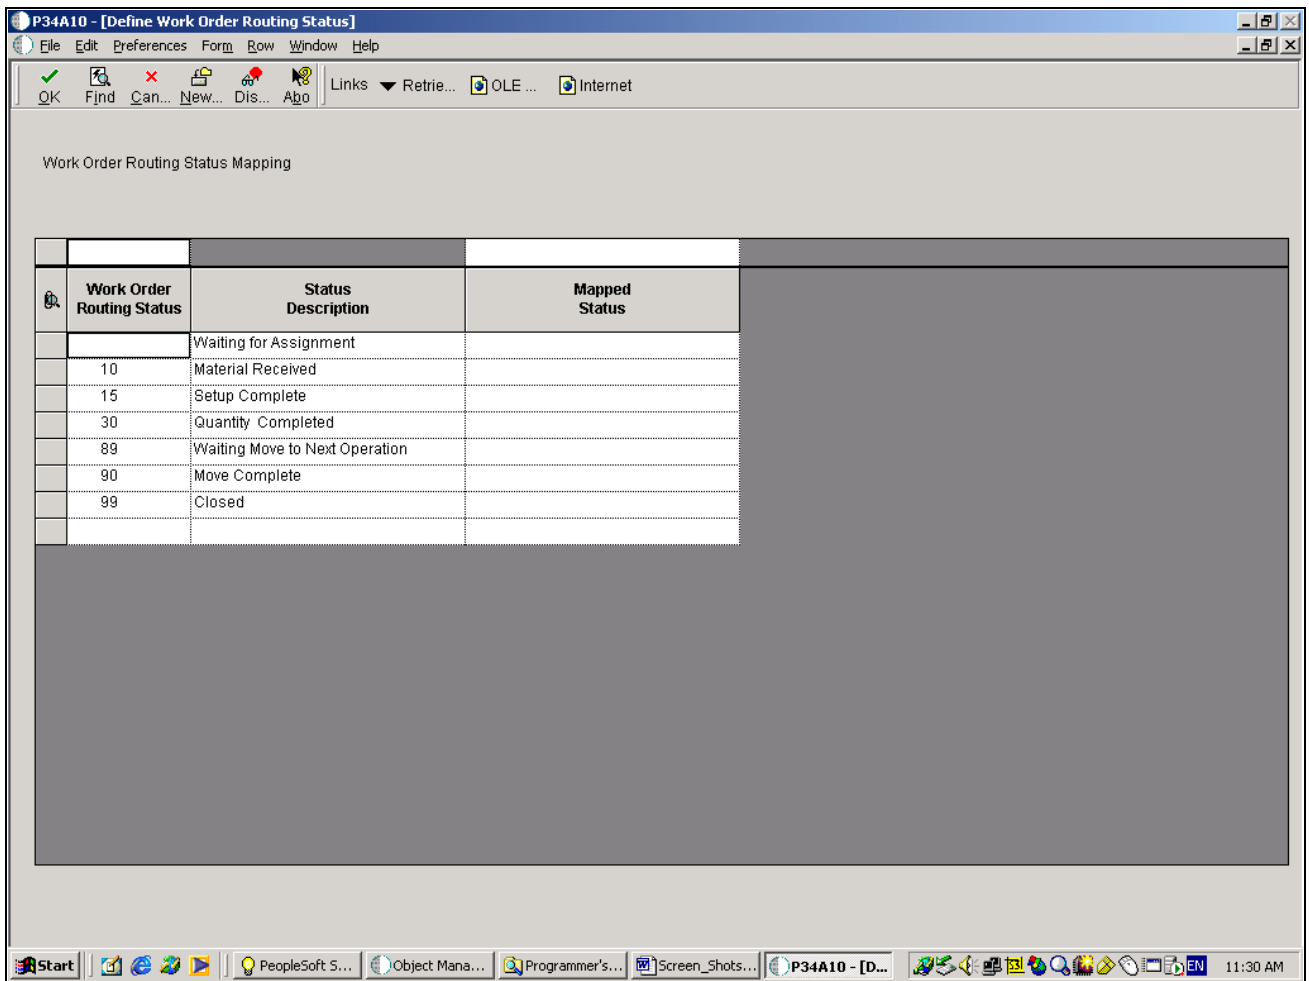 P34A10 - [Define Work Order Routing Status]
File Edit Preferences Form Row Window Help
OK Find Can... New... Dis... Abo Links Retrie... OLE ... Internet
Work Order Routing Status Mapping
Work Order Routing Status Status Description Mapped Status
Waiting for Assignment
10 Material Received
15 Setup Complete
30 Quantity Completed
89 Waiting Move to Next Operation
90 Move Complete
99 Closed
Start PeopleSoft S... Object Mana... Programmer's... Screen_Shots... P34A10 - [D... EN 11:30 AM